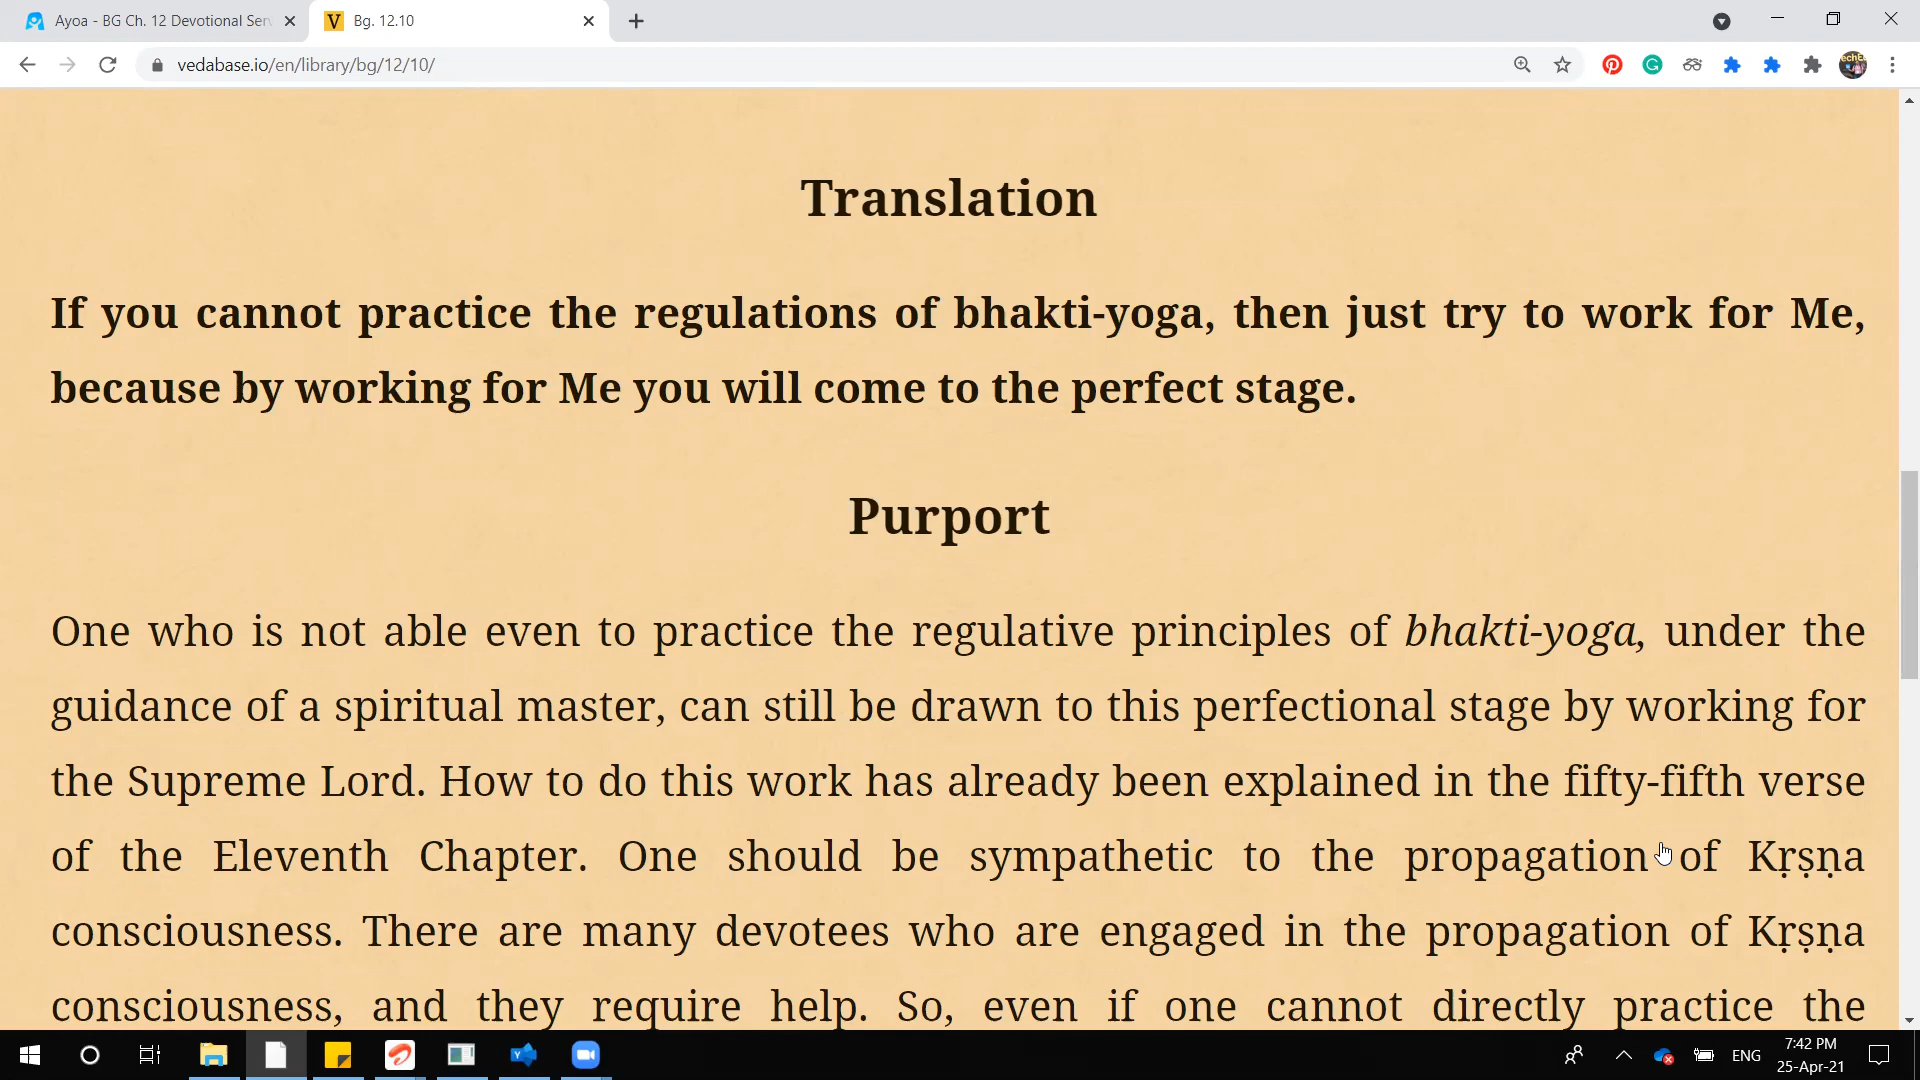 Ayoa - BG Ch. 12 Devotional Ser
Bg. 12.10
vedabase.io/en/library/bg/12/10/
Translation
If you cannot practice the regulations of bhakti-yoga, then just try to work for Me,
because by working for Me you will come to the perfect stage.
Purport
One who is not able even to practice the regulative principles of bhakti-yoga, under the
guidance of a spiritual master, can still be drawn to this perfectional stage by working for
the Supreme Lord. How to do this work has already been explained in the fifty-fifth verse
of the Eleventh Chapter. One should be sympathetic to the propagation of Kṛṣṇa
consciousness. There are many devotees who are engaged in the propagation of Kṛṣṇa
consciousness, and they require help. So, even if one cannot directly practice the
ENG
7:42 PM
25-Apr-21